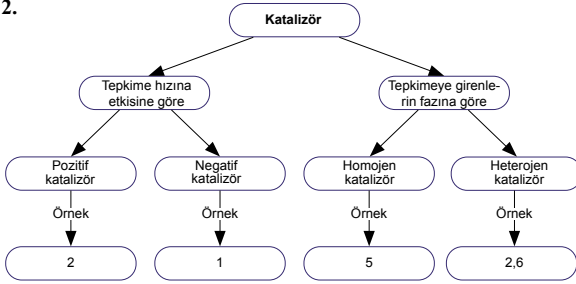 2.
Katalizör
Tepkime hızına
etkisine göre
Tepkimeye girenle-
rin fazına göre
Pozitif
katalizör
Negatif
katalizör
Homojen
katalizör
Heterojen
katalizör
Örnek
Örnek
Örnek
Örnek
2
1
5
2,6